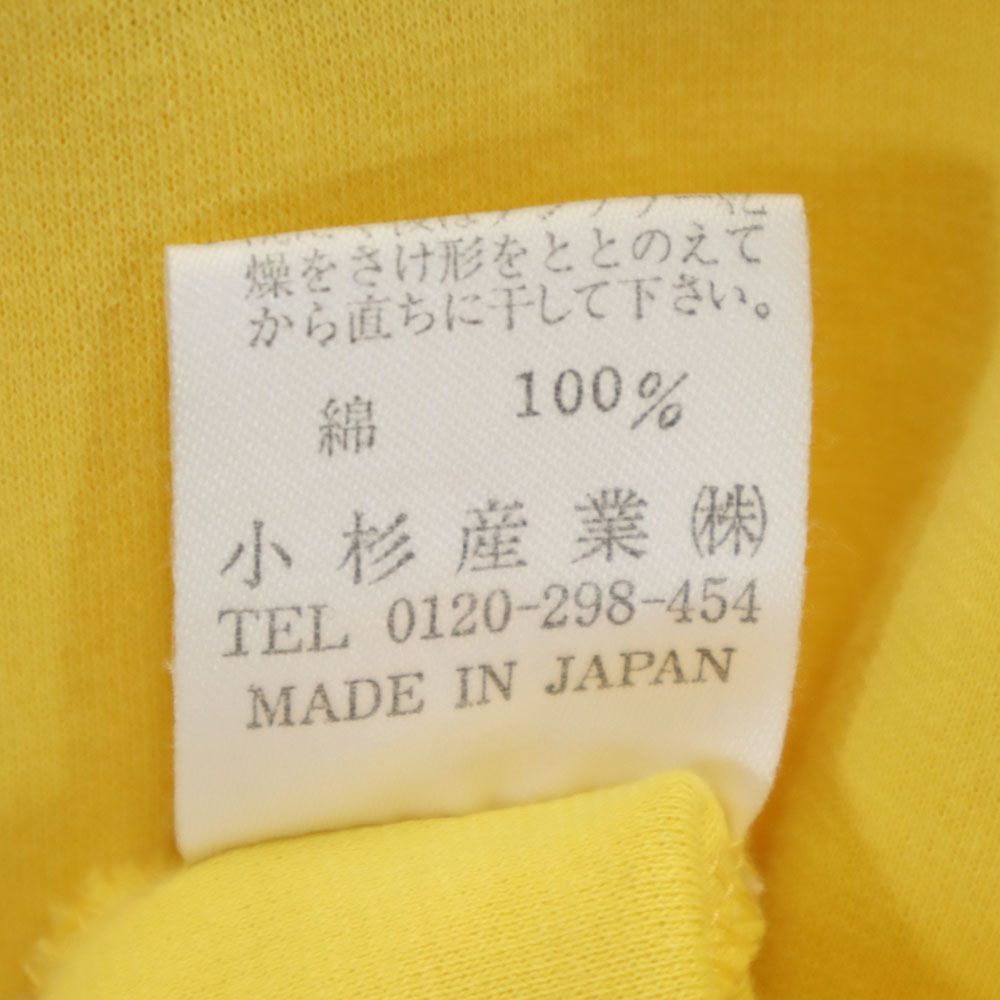 燥をさけ形をととのえて
から直ちに干して下さい。
綿 100%
小杉産業㈱
TEL 0120-298-454
MADE IN JAPAN